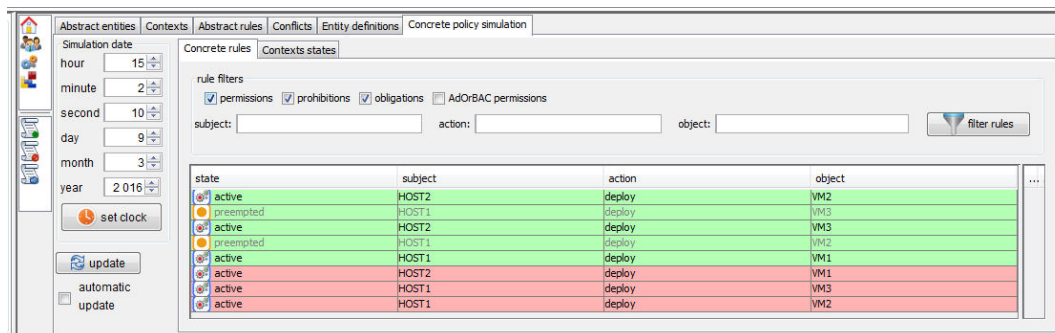 Abstract entities Contexts Abstract rules Conflicts Entity definitions Concrete policy simulation
Simulation date
hour 15
minute 2
second 10
day 9
month 3
year 2 016
set clock
update
automatic
update
Concrete rules Contexts states
rule filters
permissions prohibitions obligations AdOrBAC permissions
subject: action: object: filter rules
state subject action object ...
active HOST2 deploy VM2
preempted HOST1 deploy VM3
active HOST2 deploy VM3
preempted HOST1 deploy VM2
active HOST1 deploy VM1
active HOST2 deploy VM1
active HOST1 deploy VM3
active HOST1 deploy VM2